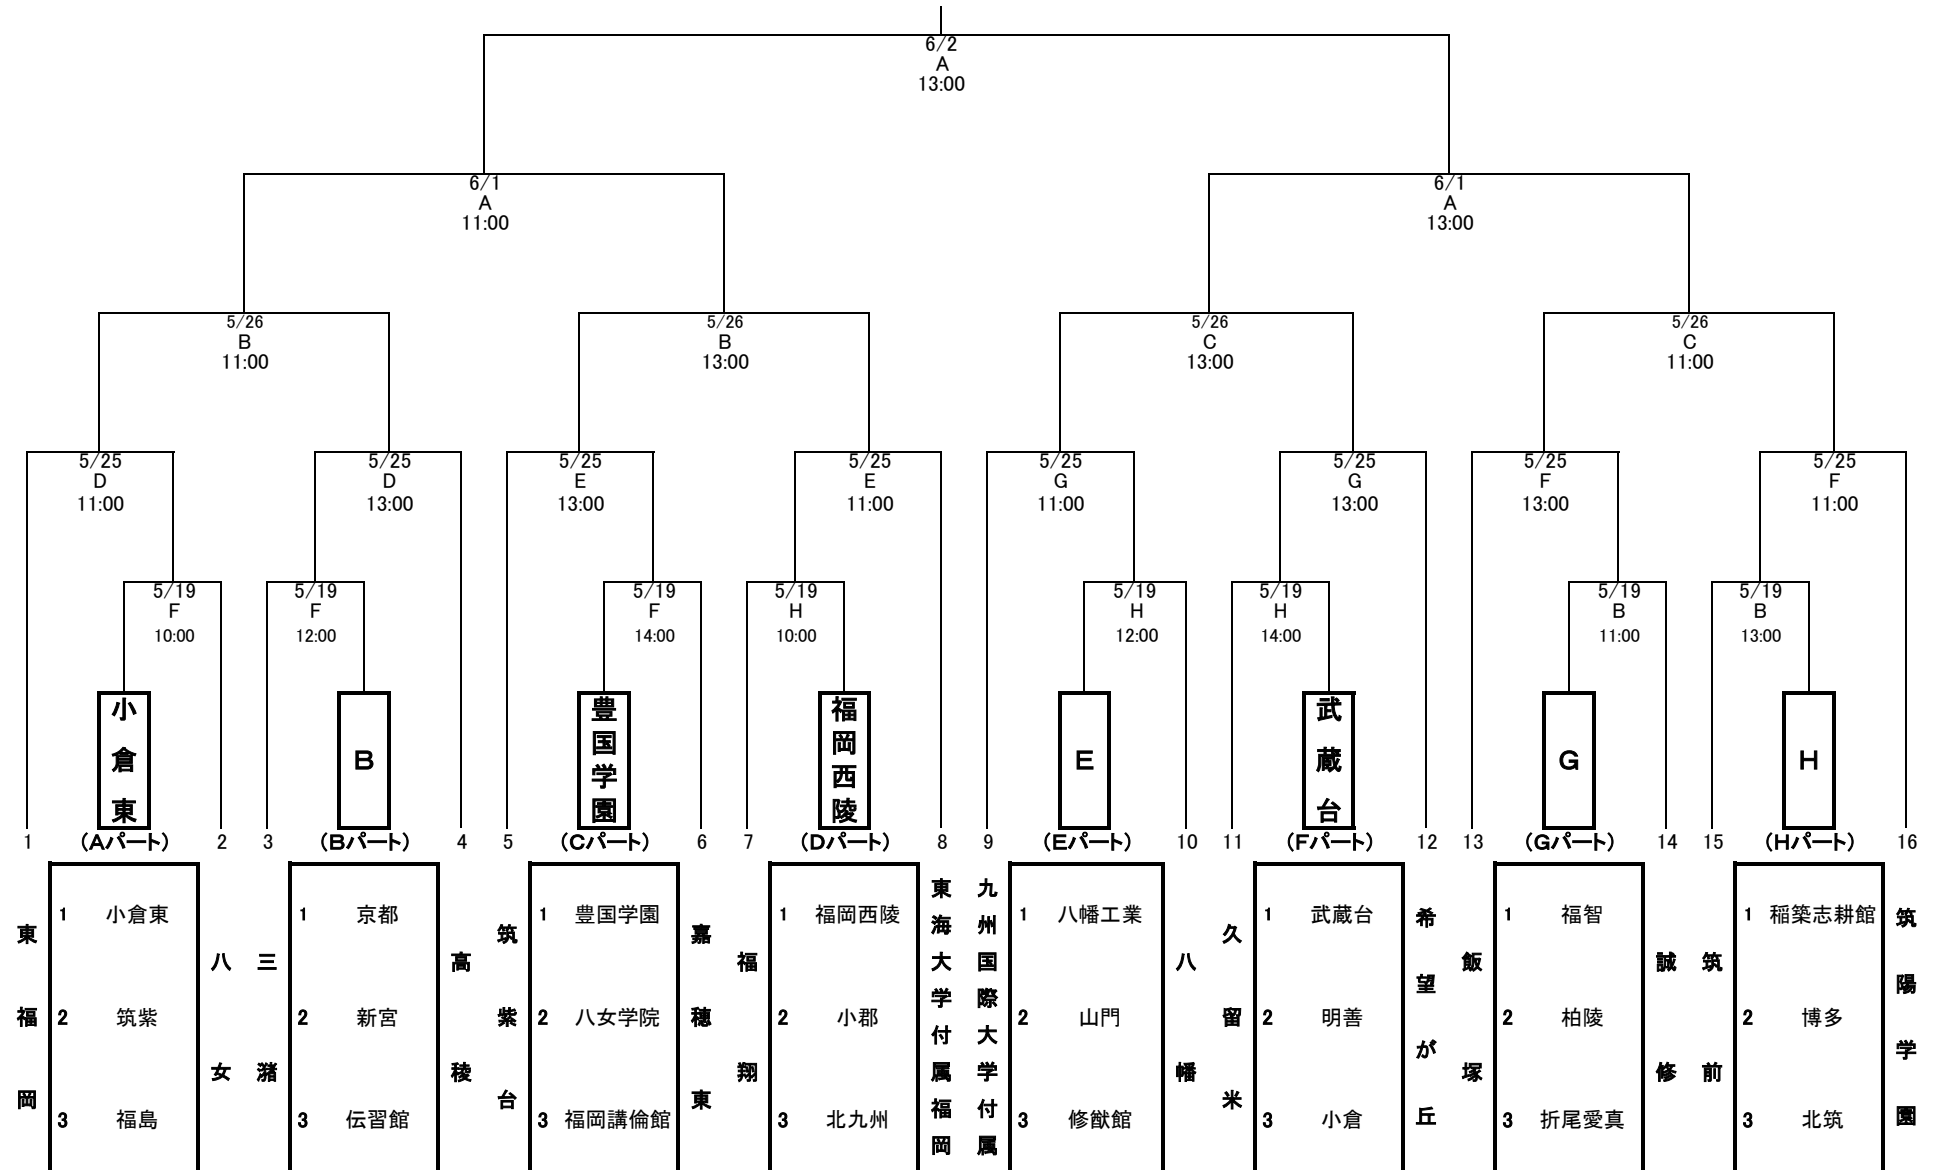 6/2
A
13:00
6/1
A
11:00
6/1
A
13:00
5/26
B
11:00
5/26
B
13:00
5/26
C
13:00
5/26
C
11:00
5/25
D
11:00
5/25
D
13:00
5/25
E
13:00
5/25
E
11:00
5/25
G
11:00
5/25
G
13:00
5/25
F
13:00
5/25
F
11:00
5/19
F
10:00
5/19
F
12:00
5/19
F
14:00
5/19
H
10:00
5/19
H
12:00
5/19
H
14:00
5/19
B
11:00
5/19
B
13:00
小倉東
B
豊国学園
福岡西陵
E
武蔵台
G
H
1 (Aパート) 2 3 (Bパート) 4 5 (Cパート) 6 7 (Dパート) 8 9 (Eパート) 10 11 (Fパート) 12 13 (Gパート) 14 15 (Hパート) 16
東福岡
1 小倉東
2 筑紫
3 福島
八女
三潴
1 京都
2 新宮
3 伝習館
高稜
筑紫台
1 豊国学園
2 八女学院
3 福岡講倫館
嘉穂東
福翔
1 福岡西陵
2 小郡
3 北九州
東海大学付属福岡
九州国際大学付属
1 八幡工業
2 山門
3 修猷館
八幡
久留米
1 武蔵台
2 明善
3 小倉
希望が丘
飯塚
1 福智
2 柏陵
3 折尾愛真
誠修
筑前
1 稲築志耕館
2 博多
3 北筑
筑陽学園